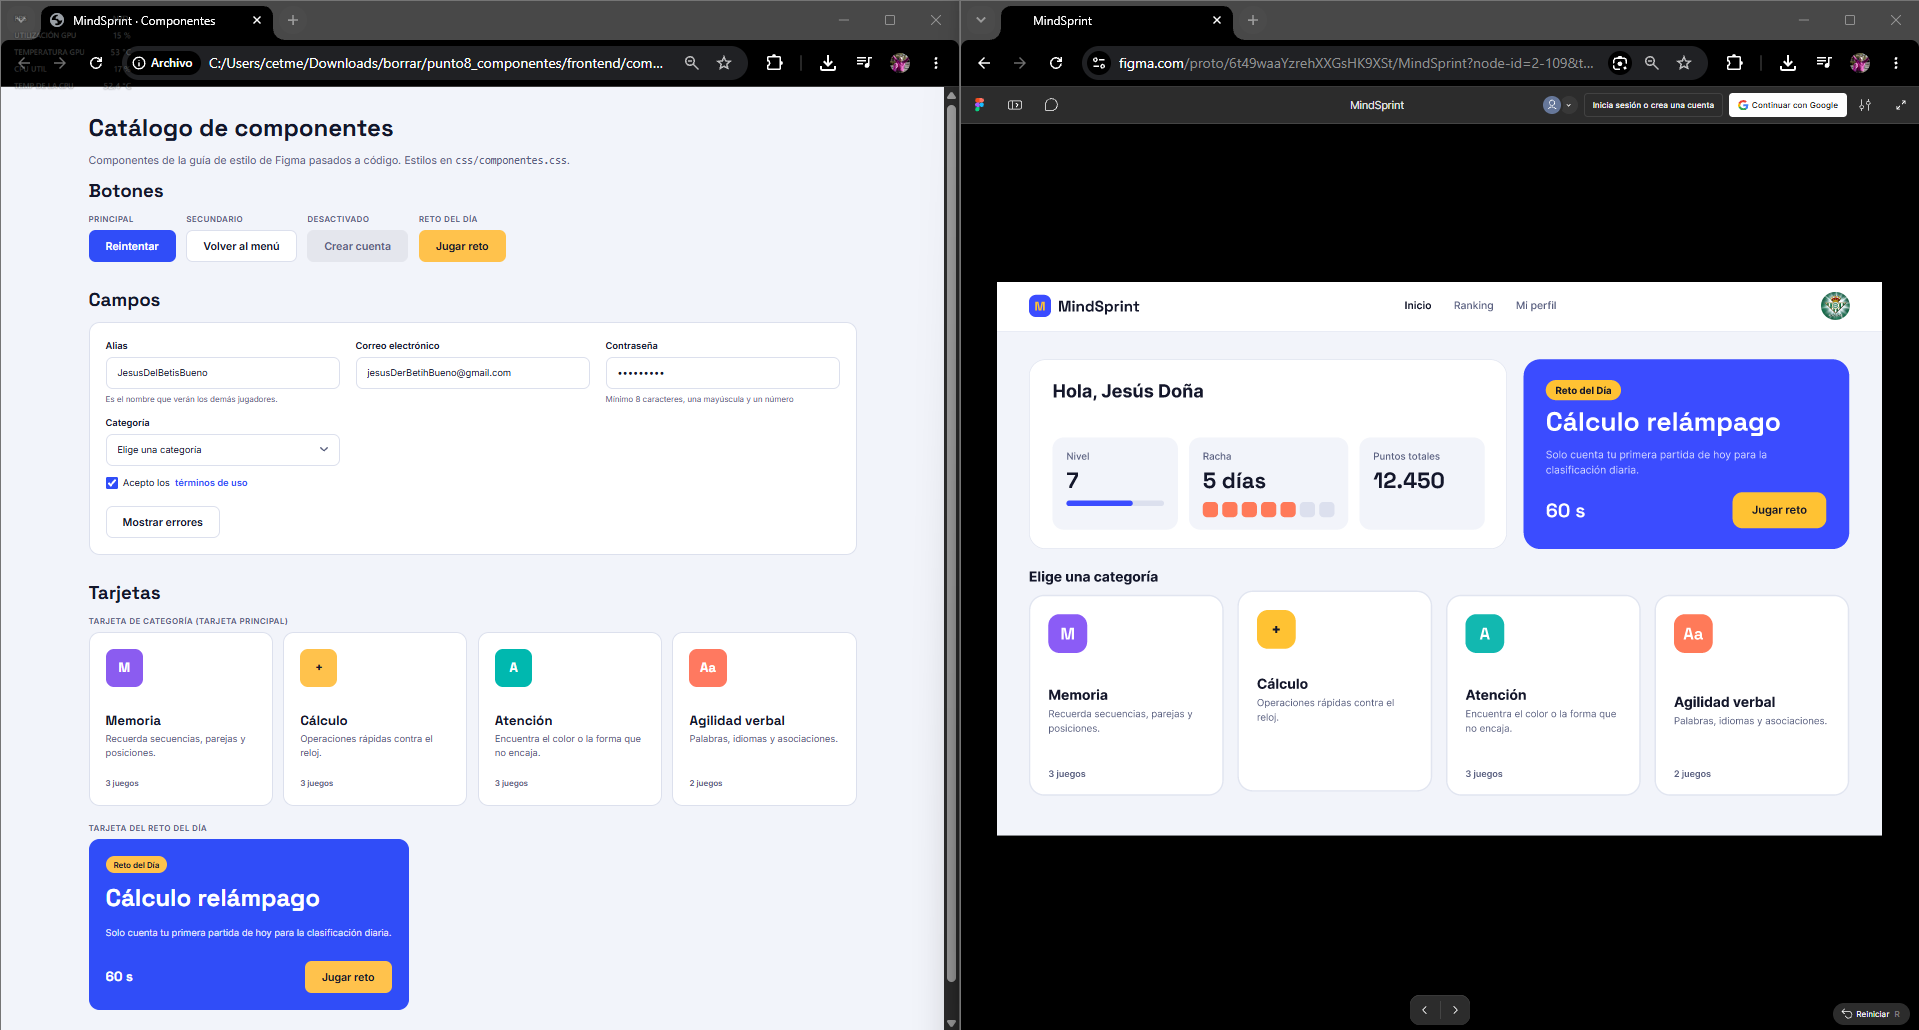 MindSprint · Componentes
UTILIZACIÓN GPU 15 %
TEMPERATURA GPU 53 °C
CPU UTIL 17
Archivo
C:/Users/cetme/Downloads/borrar/punto8_componentes/frontend/com...
Catálogo de componentes
Componentes de la guía de estilo de Figma pasados a código. Estilos en css/componentes.css.
Botones
PRINCIPAL SECUNDARIO DESACTIVADO RETO DEL DÍA
Reintentar Volver al menú Crear cuenta Jugar reto
Campos
Alias Correo electrónico Contraseña
JesusDelBetisBueno jesusDerBetihBueno@gmail.com •••••••••
Es el nombre que verán los demás jugadores. Mínimo 8 caracteres, una mayúscula y un número
Categoría
Elige una categoría
Acepto los términos de uso
Mostrar errores
Tarjetas
TARJETA DE CATEGORÍA (TARJETA PRINCIPAL)
M + A Aa
Memoria Cálculo Atención Agilidad verbal
Recuerda secuencias, parejas y Operaciones rápidas contra el Encuentra el color o la forma que Palabras, idiomas y asociaciones.
posiciones. reloj. no encaja.
3 juegos 3 juegos 3 juegos 2 juegos
TARJETA DEL RETO DEL DÍA
Reto del Día
Cálculo relámpago
Solo cuenta tu primera partida de hoy para la clasificación diaria.
60 s Jugar reto
MindSprint
figma.com/proto/6t49waaYzrehXXGsHK9XSt/MindSprint?node-id=2-109&t...
MindSprint
Inicia sesión o crea una cuenta
Continuar con Google
M MindSprint
Inicio Ranking Mi perfil
Hola, Jesús Doña
Nivel Racha Puntos totales
7 5 días 12.450
Reto del Día
Cálculo relámpago
Solo cuenta tu primera partida de hoy para la
clasificación diaria.
60 s Jugar reto
Elige una categoría
M + A Aa
Memoria Cálculo Atención Agilidad verbal
Recuerda secuencias, parejas y Operaciones rápidas contra el Encuentra el color o la forma que Palabras, idiomas y asociaciones.
posiciones. reloj. no encaja.
3 juegos 3 juegos 2 juegos
Reiniciar R